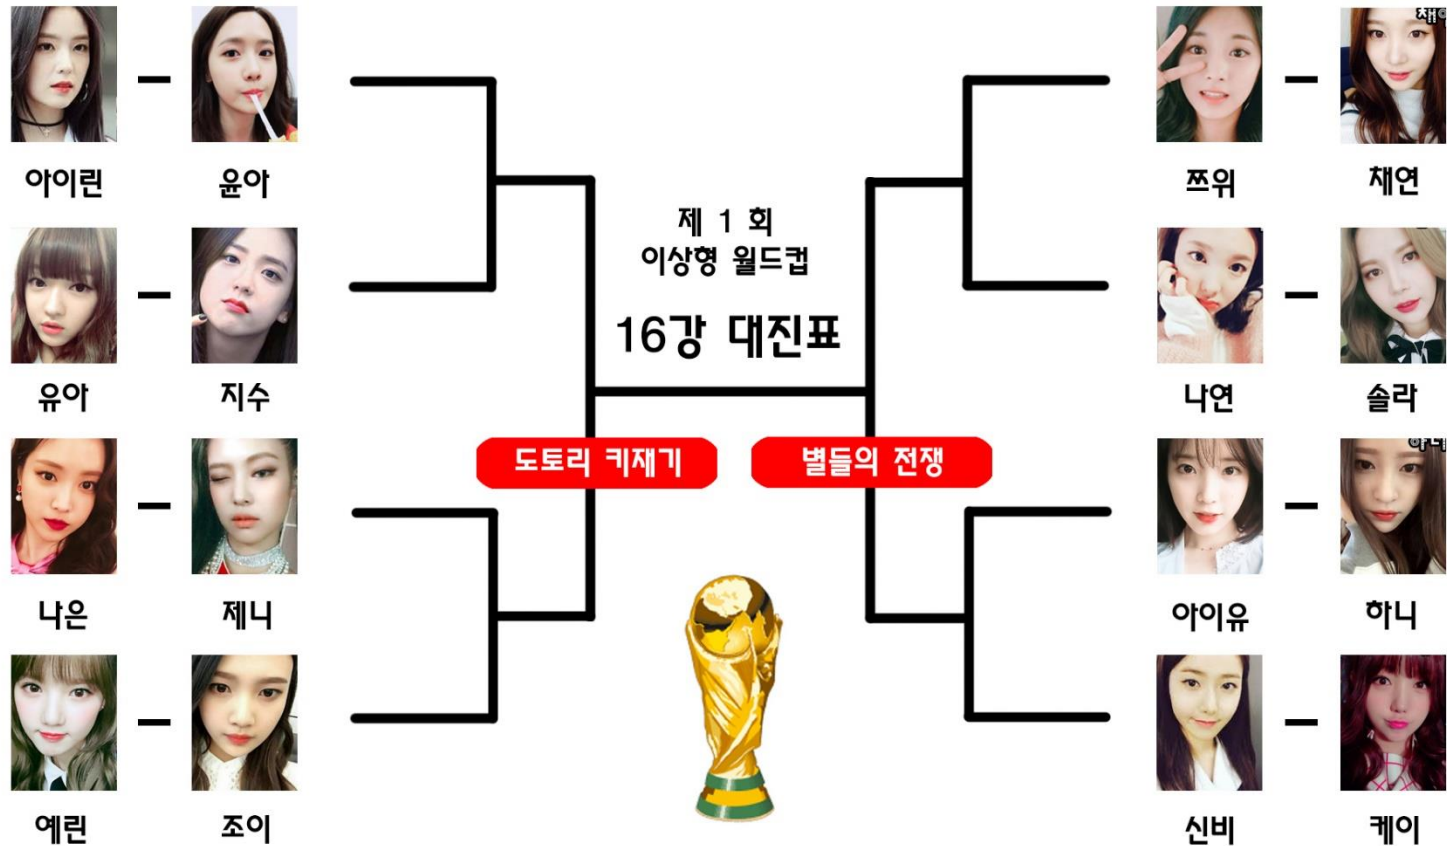 아이린 윤아
유아 지수
나은 제니
예린 조이
제 1 회
이상형 월드컵
16강 대진표
도토리 키재기 별들의 전쟁
쯔위 채연
나연 솔라
아이유 하니
신비 케이